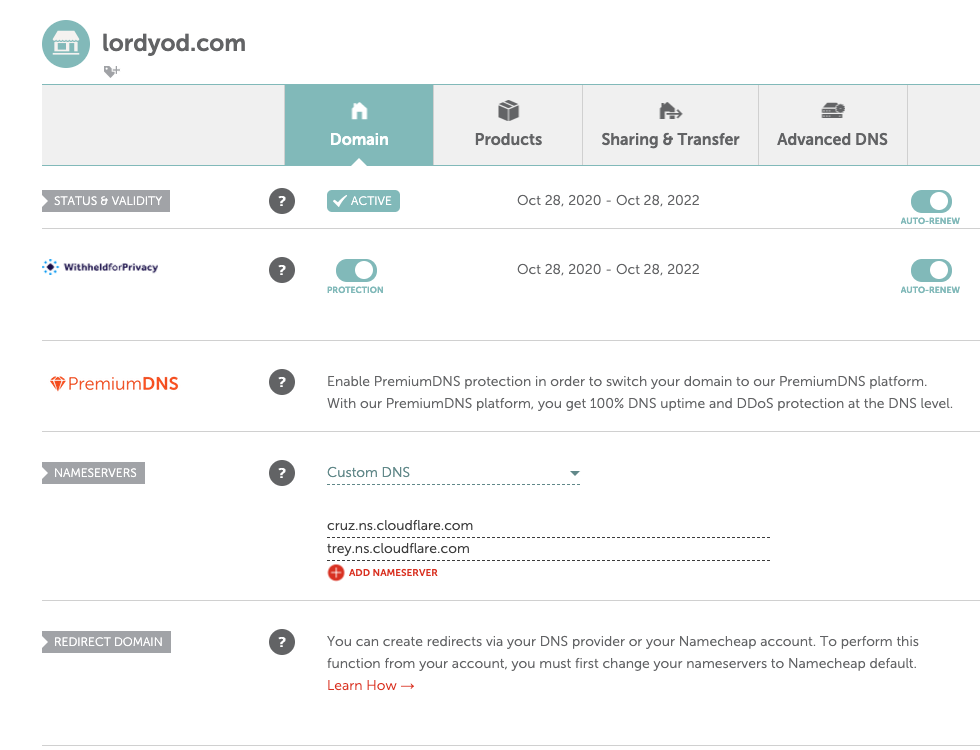 lordyod.com
Domain
Products
Sharing & Transfer
Advanced DNS
STATUS & VALIDITY
?
ACTIVE
Oct 28, 2020 - Oct 28, 2022
AUTO-RENEW
WithheldforPrivacy
?
PROTECTION
Oct 28, 2020 - Oct 28, 2022
AUTO-RENEW
PremiumDNS
?
Enable PremiumDNS protection in order to switch your domain to our PremiumDNS platform.
With our PremiumDNS platform, you get 100% DNS uptime and DDoS protection at the DNS level.
NAMESERVERS
?
Custom DNS
cruz.ns.cloudflare.com
trey.ns.cloudflare.com
ADD NAMESERVER
REDIRECT DOMAIN
?
You can create redirects via your DNS provider or your Namecheap account. To perform this
function from your account, you must first change your nameservers to Namecheap default.
Learn How →